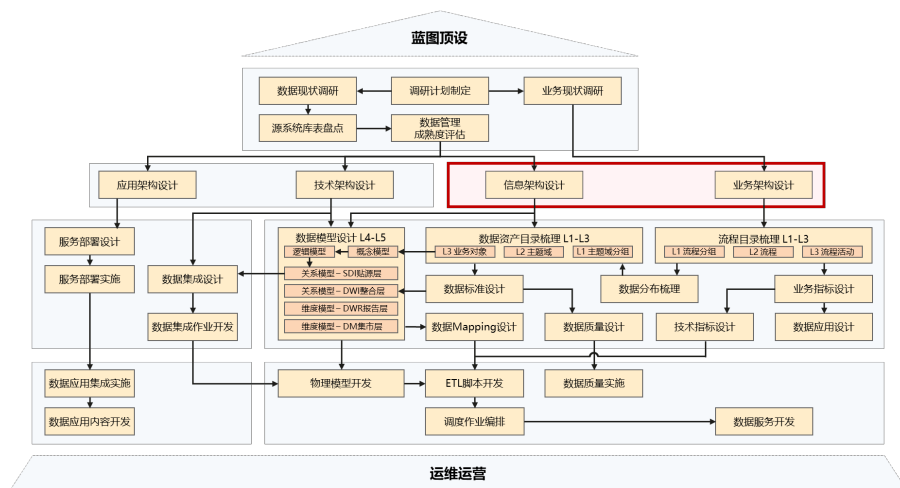 蓝图顶设
数据现状调研
调研计划制定
业务现状调研
源系统库表盘点
数据管理
成熟度评估
应用架构设计
技术架构设计
信息架构设计
业务架构设计
服务部署设计
服务部署实施
数据集成设计
数据集成作业开发
数据模型设计 L4-L5
逻辑模型
概念模型
关系模型 – SDI贴源层
关系模型 – DWI整合层
维度模型 – DWR报告层
维度模型 – DM集市层
数据资产目录梳理 L1-L3
L3 业务对象
L2 主题域
L1 主题域分组
流程目录梳理 L1-L3
L1 流程分组
L2 流程
L3 流程活动
数据标准设计
数据分布梳理
业务指标设计
数据Mapping设计
数据质量设计
技术指标设计
数据应用设计
数据应用集成实施
数据应用内容开发
物理模型开发
ETL脚本开发
数据质量实施
调度作业编排
数据服务开发
运维运营